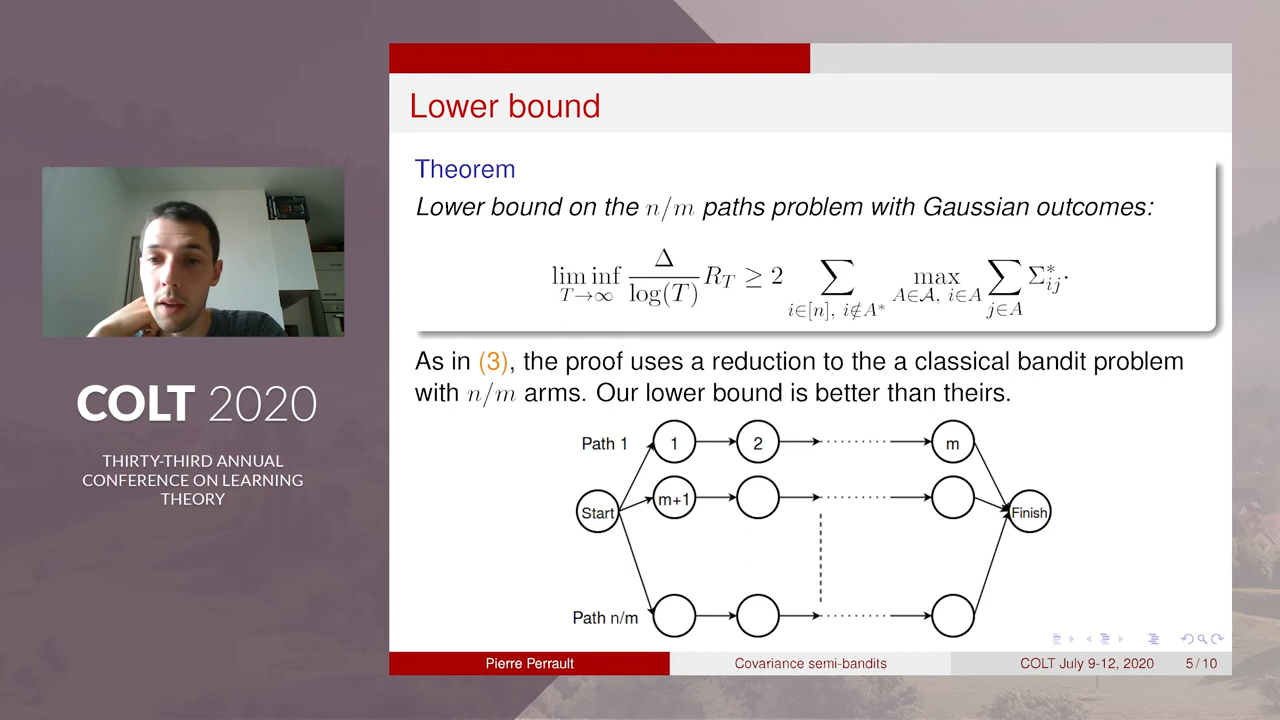 COLT 2020
THIRTY-THIRD ANNUAL
CONFERENCE ON LEARNING
THEORY
Lower bound
Theorem
Lower bound on the n/m paths problem with Gaussian outcomes:
lim inf_{T→∞} Δ/log(T) R_T ≥ 2 ∑_{i∈[n], i∉A*} max_{A∈𝒜, i∈A} ∑_{j∈A} Σ*_{ij}.
As in (3), the proof uses a reduction to the a classical bandit problem
with n/m arms. Our lower bound is better than theirs.
Path 1
1
2
m
m+1
Start
Finish
Path n/m
Pierre Perrault
Covariance semi-bandits
COLT July 9-12, 2020
5 / 10